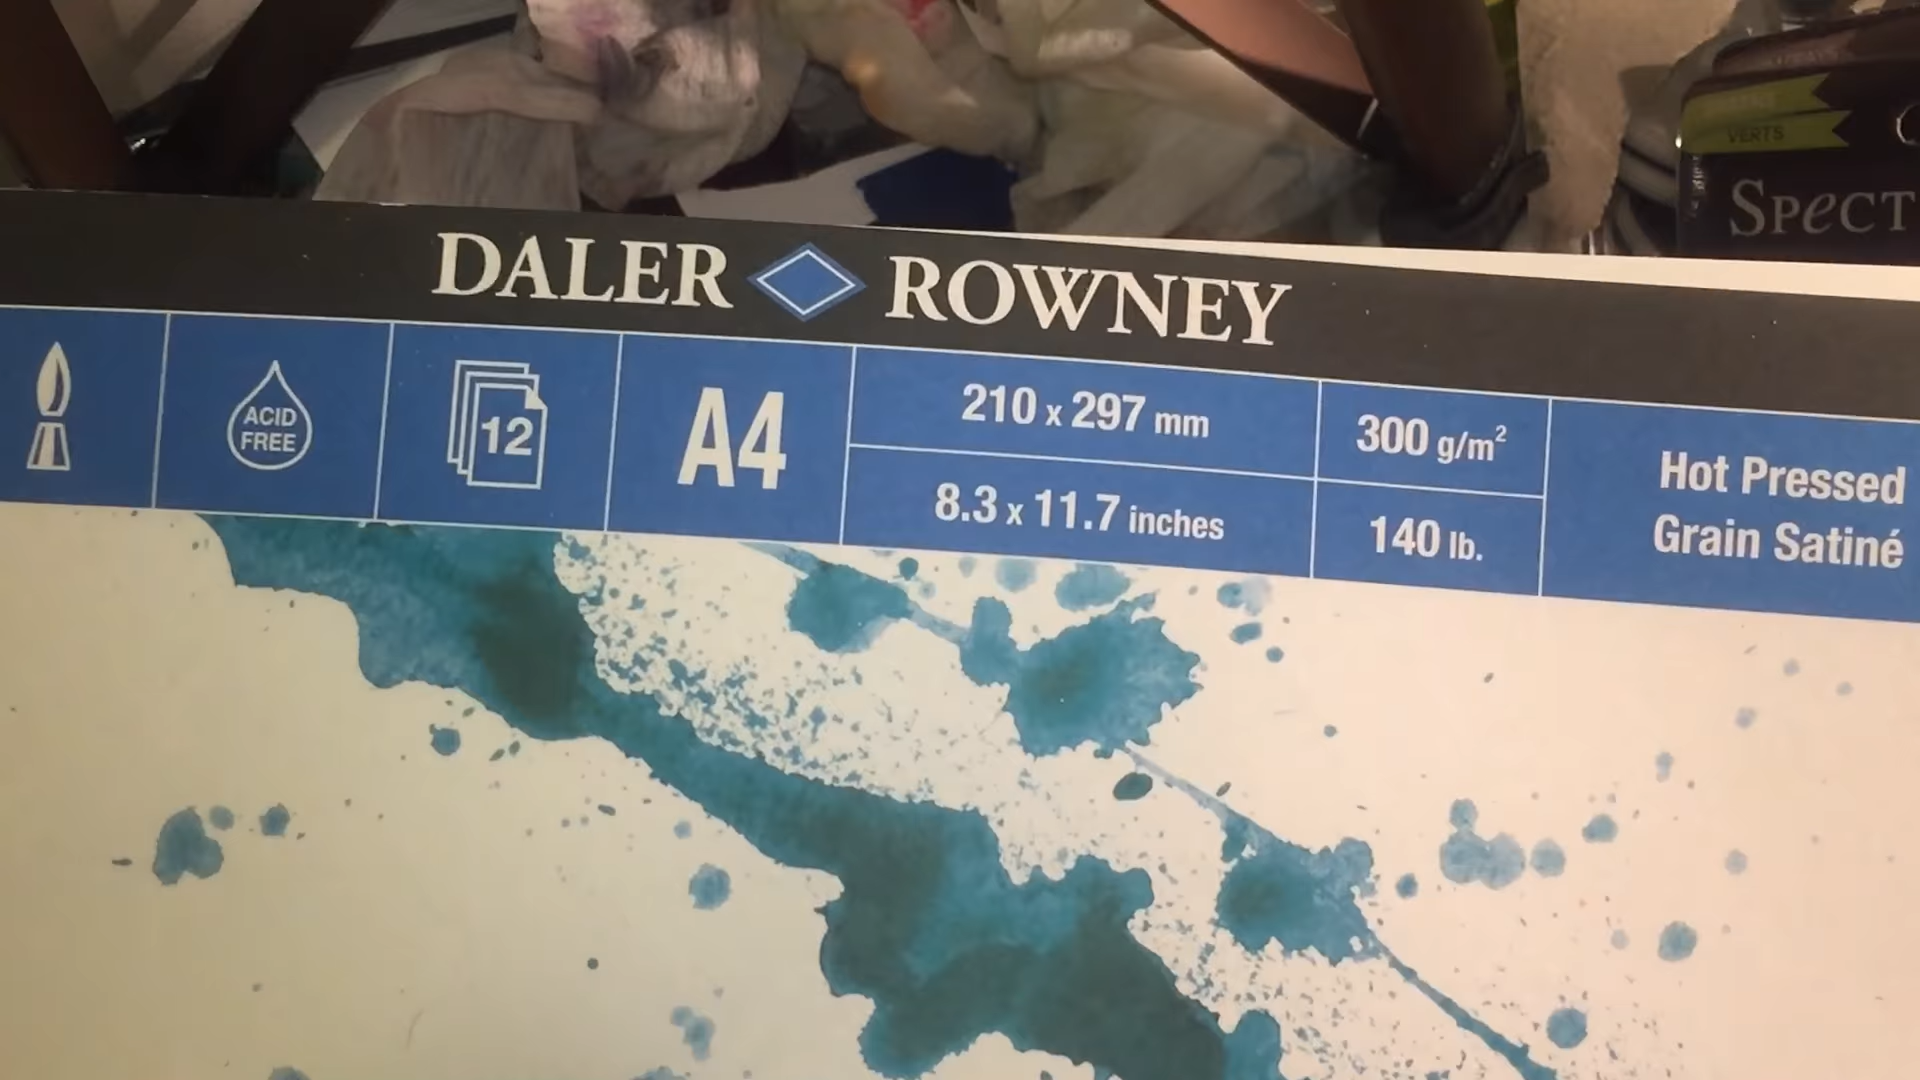 VERTS
SPeCT
DALER ROWNEY
ACID
FREE
12
A4
210 x 297 mm
8.3 x 11.7 inches
300 g/m²
140 lb.
Hot Pressed
Grain Satiné